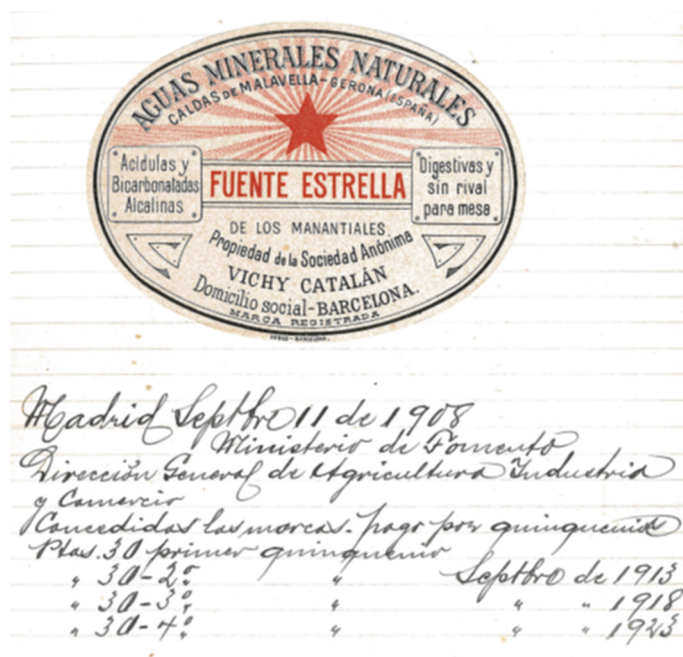 AGUAS MINERALES NATURALES
CALDAS DE MALAVELLA-GERONA (ESPAÑA)
Acidulas y
Bicarbonatadas
Alcalinas
FUENTE ESTRELLA
Digestivas y
sin rival
para mesa
DE LOS MANANTIALES
Propiedad de la Sociedad Anónima
VICHY CATALÁN
Domicilio social-BARCELONA.
MARCA REGISTRADA
Madrid Septbre 11 de 1908
Ministerio de Fomento
Dirección General de Agricultura Industria
y Comercio
Concedidas las marcas. pago por quinquenios
Ptas. 30 primer quinquenio
" 30-2º " Septbre de 1913
" 30-3º " " " 1918
" 30-4º " " " 1923